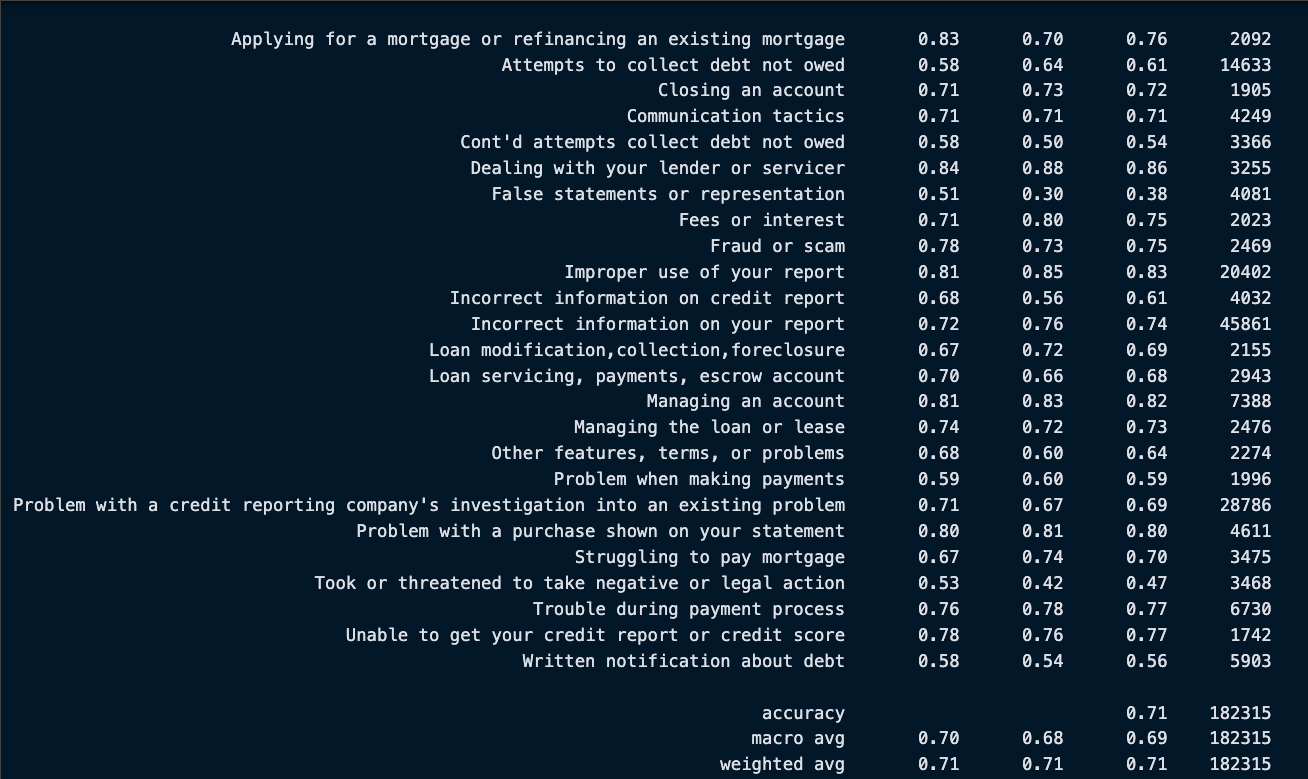 Applying for a mortgage or refinancing an existing mortgage 0.83 0.70 0.76 2092
Attempts to collect debt not owed 0.58 0.64 0.61 14633
Closing an account 0.71 0.73 0.72 1905
Communication tactics 0.71 0.71 0.71 4249
Cont'd attempts collect debt not owed 0.58 0.50 0.54 3366
Dealing with your lender or servicer 0.84 0.88 0.86 3255
False statements or representation 0.51 0.30 0.38 4081
Fees or interest 0.71 0.80 0.75 2023
Fraud or scam 0.78 0.73 0.75 2469
Improper use of your report 0.81 0.85 0.83 20402
Incorrect information on credit report 0.68 0.56 0.61 4032
Incorrect information on your report 0.72 0.76 0.74 45861
Loan modification,collection,foreclosure 0.67 0.72 0.69 2155
Loan servicing, payments, escrow account 0.70 0.66 0.68 2943
Managing an account 0.81 0.83 0.82 7388
Managing the loan or lease 0.74 0.72 0.73 2476
Other features, terms, or problems 0.68 0.60 0.64 2274
Problem when making payments 0.59 0.60 0.59 1996
Problem with a credit reporting company's investigation into an existing problem 0.71 0.67 0.69 28786
Problem with a purchase shown on your statement 0.80 0.81 0.80 4611
Struggling to pay mortgage 0.67 0.74 0.70 3475
Took or threatened to take negative or legal action 0.53 0.42 0.47 3468
Trouble during payment process 0.76 0.78 0.77 6730
Unable to get your credit report or credit score 0.78 0.76 0.77 1742
Written notification about debt 0.58 0.54 0.56 5903
accuracy 0.71 182315
macro avg 0.70 0.68 0.69 182315
weighted avg 0.71 0.71 0.71 182315